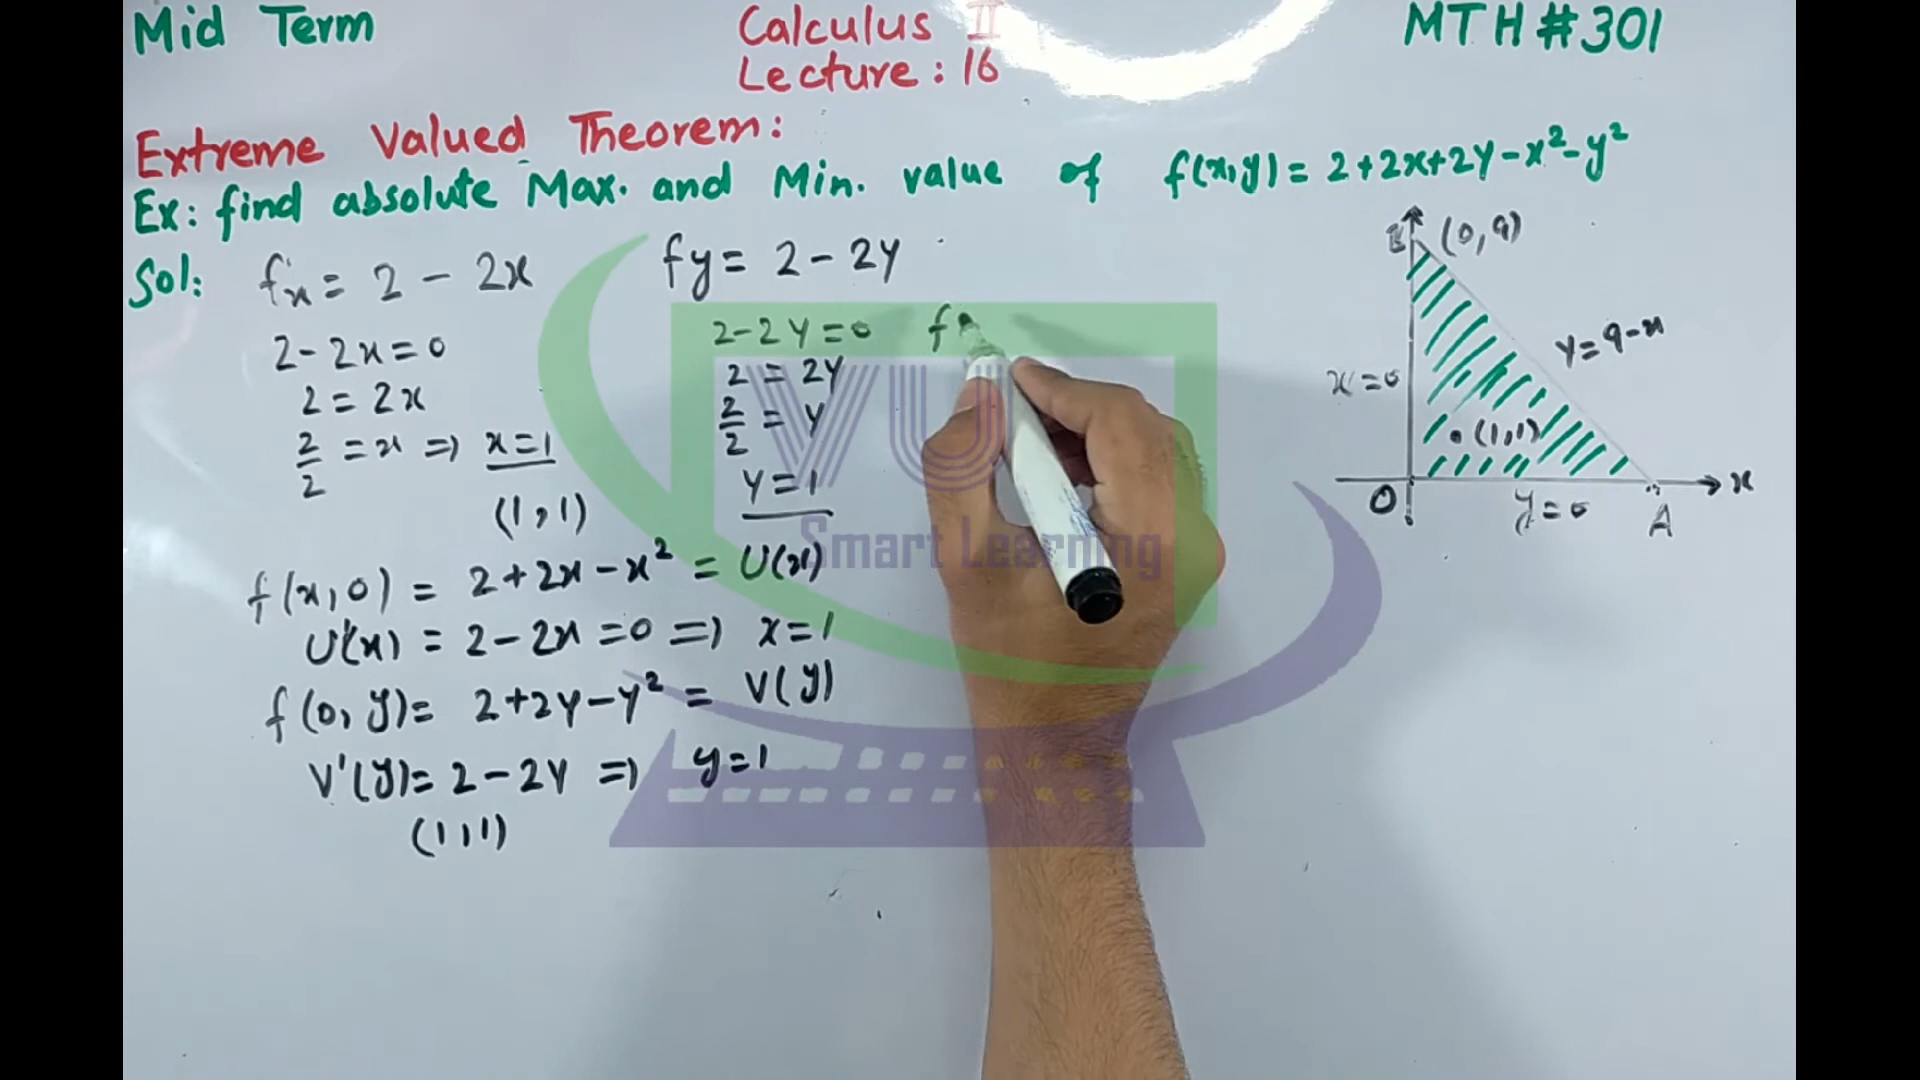 Mid Term
Calculus II
Lecture: 16
MTH#301
Extreme Valued Theorem:
Ex: find absolute Max. and Min. value of f(x,y) = 2+2x+2y-x²-y²
Sol: fx = 2 - 2x
2-2x=0
2 = 2x
2/2 = x ⇒ x=1
(1,1)
fy = 2-2y
2-2y=0
2 = 2y
2/2 = y
y=1
f
f(x,0) = 2+2x-x² = U(x)
U'(x) = 2-2x=0 ⇒ x=1
f(0,y)= 2+2y-y² = V(y)
V'(y)= 2-2y ⇒ y=1
(1,1)
B (0,9)
y=9-x
x=0
(1,1)
O
y=0
A
x
VU
Smart Learning